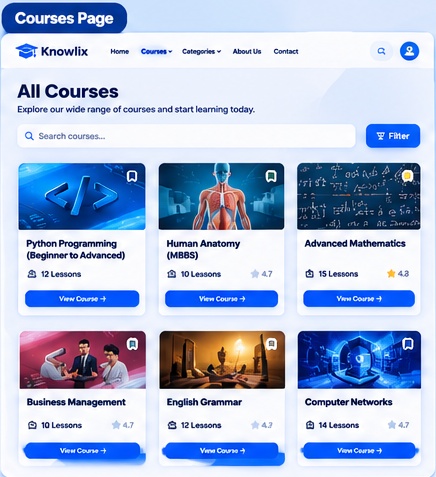 Courses Page
Knowlix
Home Courses Categories About Us Contact
All Courses
Explore our wide range of courses and start learning today.
Search courses...
Filter
Python Programming
(Beginner to Advanced)
12 Lessons
View Course →
Human Anatomy
(MBBS)
10 Lessons 4.7
View Course →
Advanced Mathematics
15 Lessons 4.8
View Course →
Business Management
10 Lessons 4.7
View Course →
English Grammar
12 Lessons 4.7
View Course →
Computer Networks
14 Lessons 4.7
View Course →